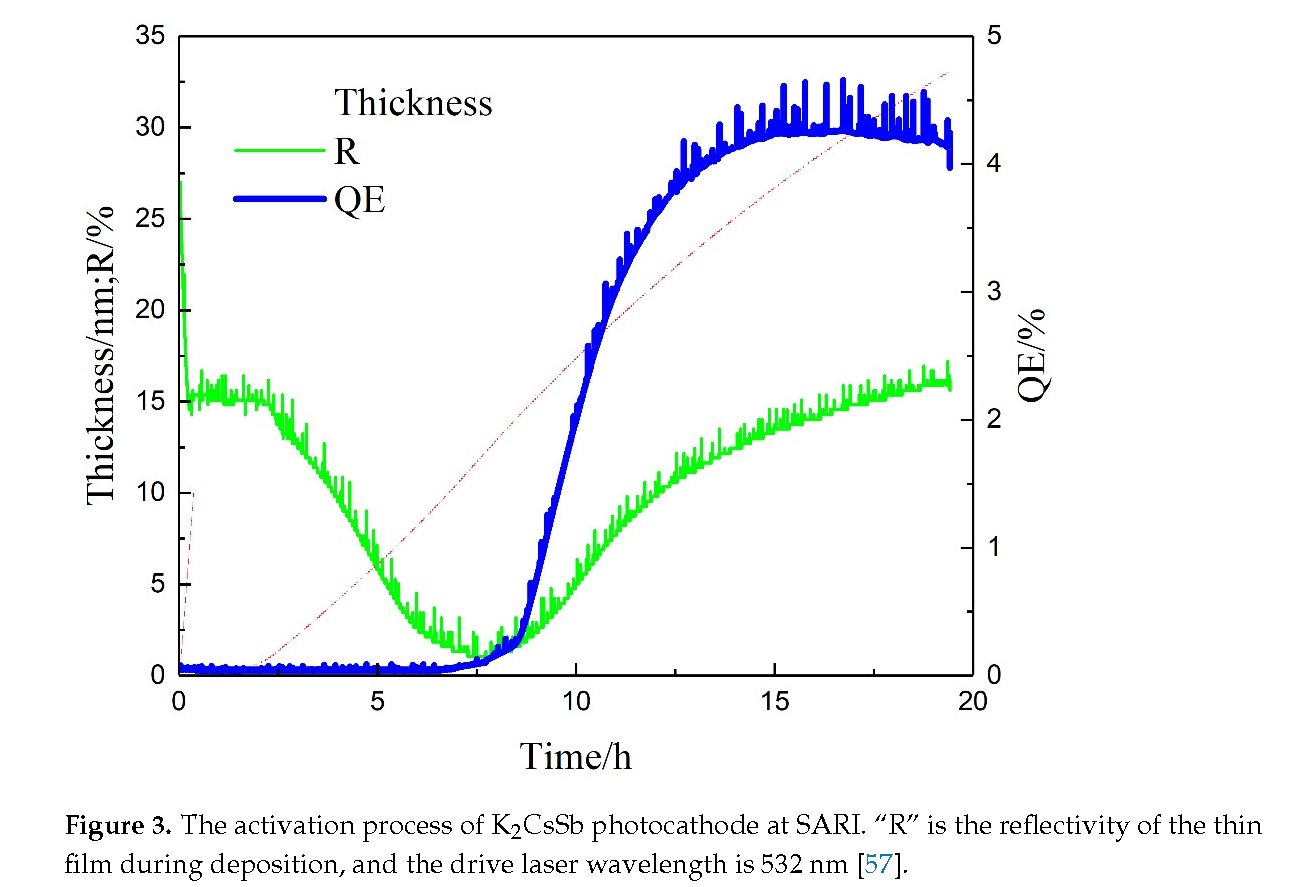 35
30
25
20
15
10
5
0
Thickness/nm;R/%
Thickness
R
QE
5
4
3
2
1
0
QE/%
0 5 10 15 20
Time/h
Figure 3. The activation process of K₂CsSb photocathode at SARI. “R” is the reflectivity of the thin
film during deposition, and the drive laser wavelength is 532 nm [57].